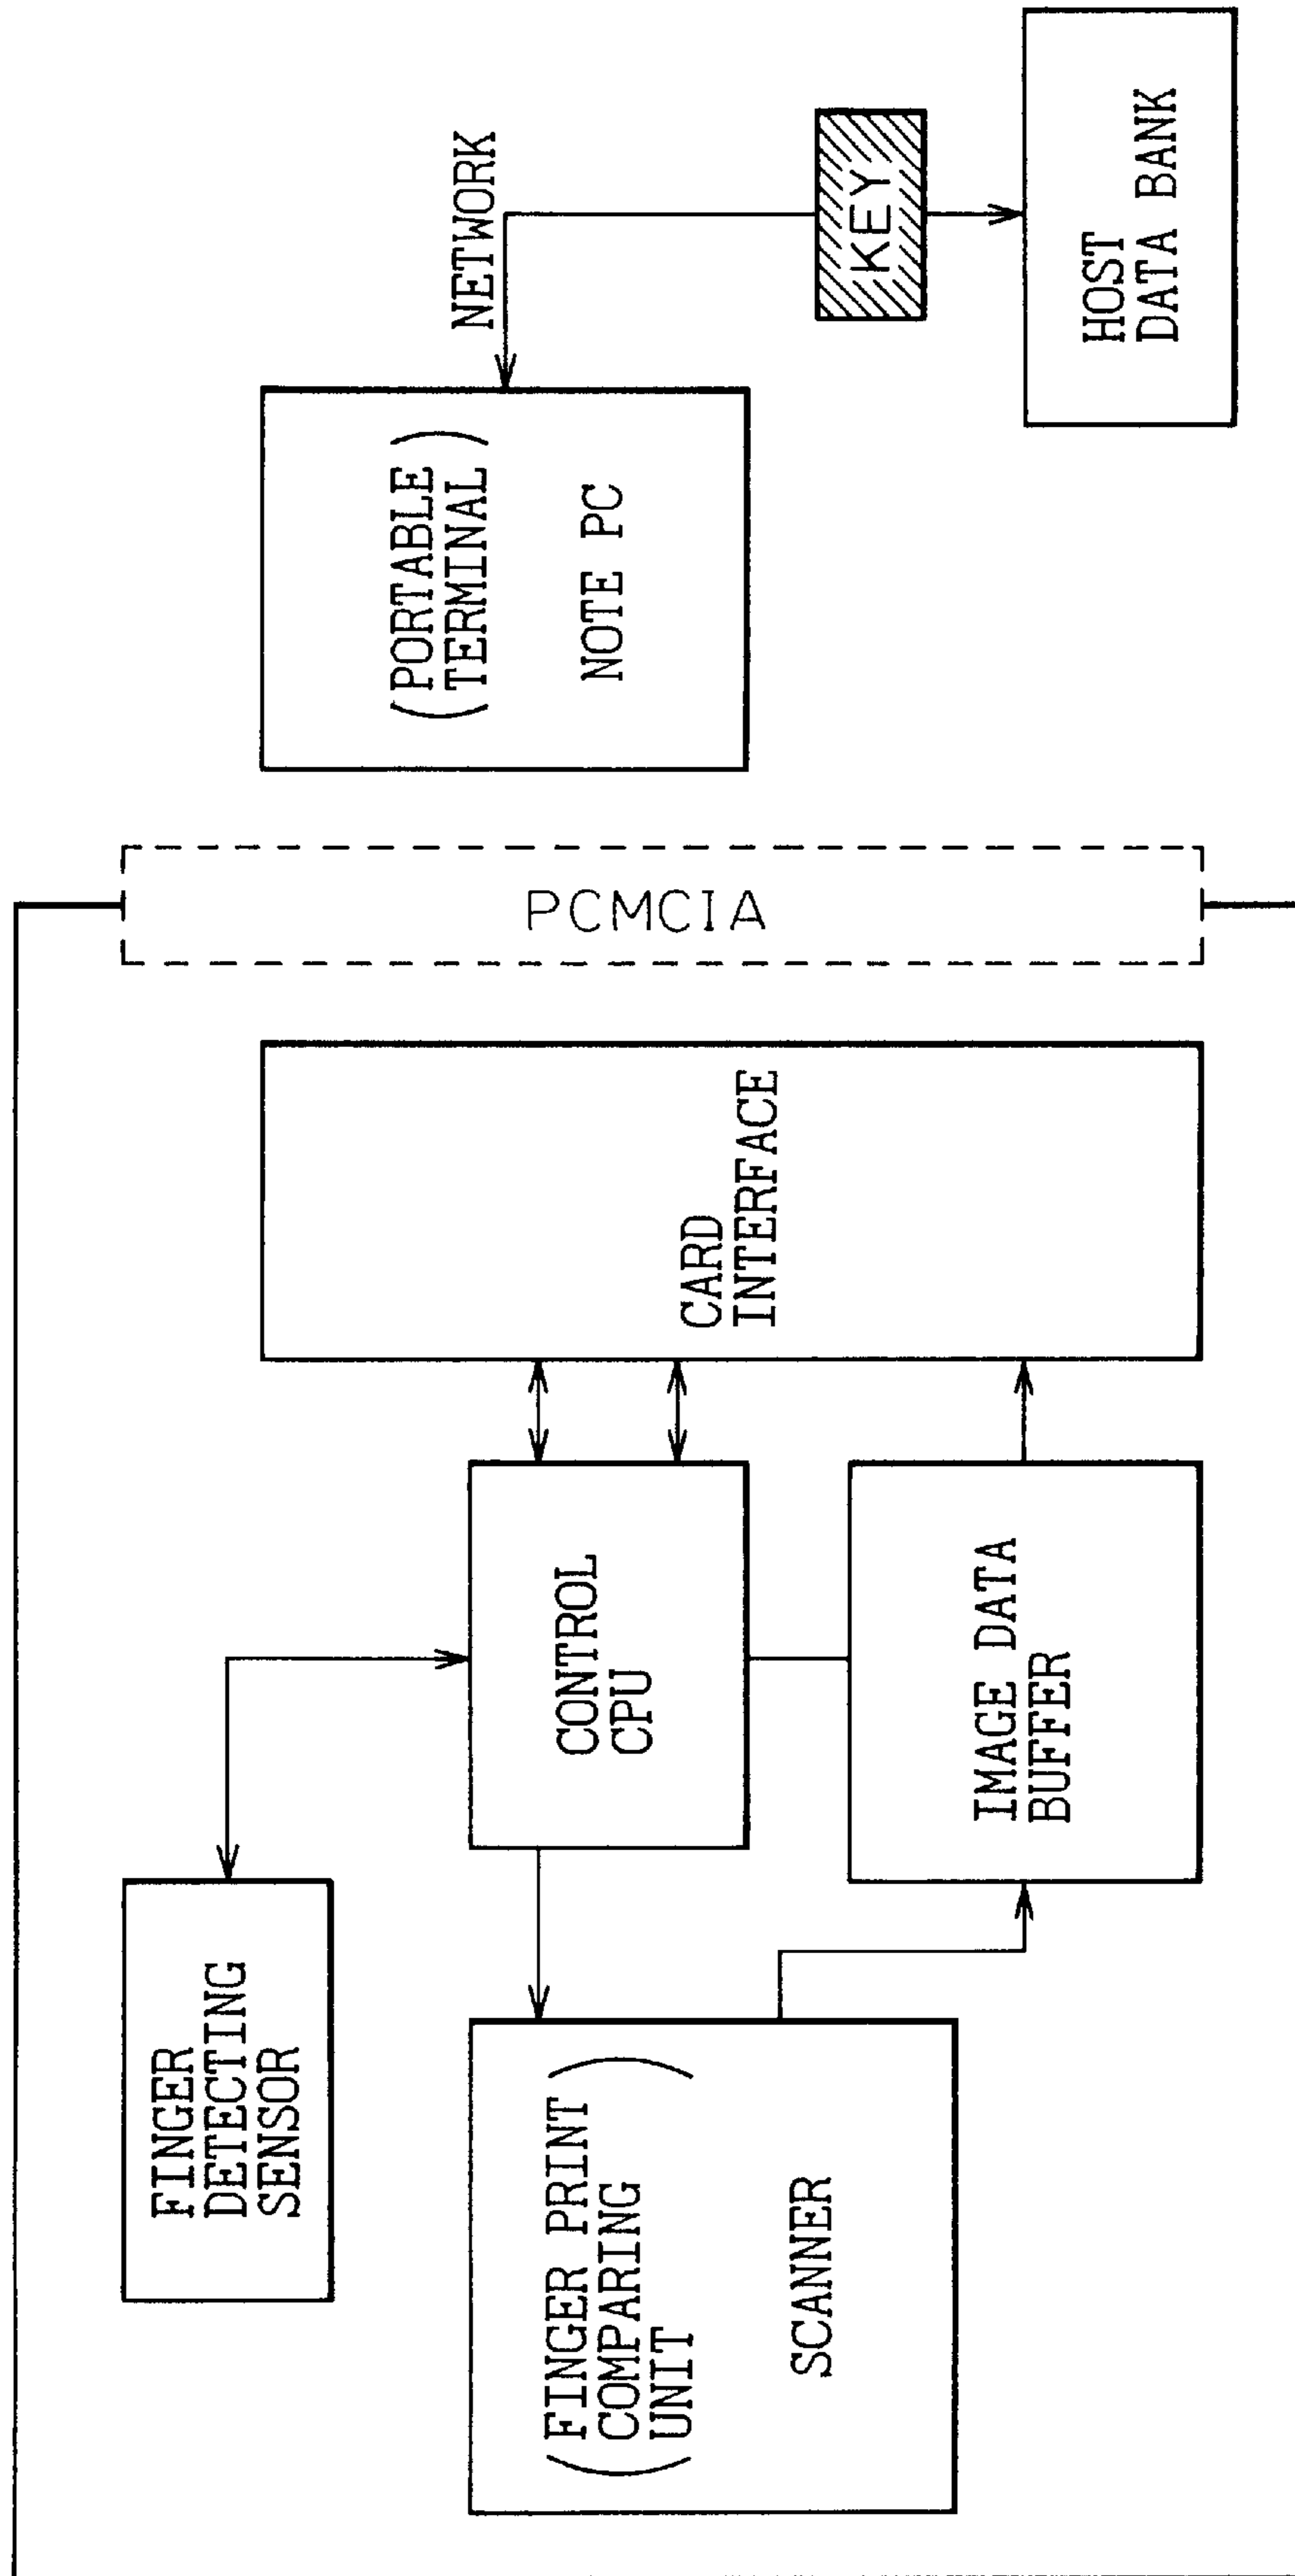 FINGER
DETECTING
SENSOR
(FINGER PRINT
COMPARING
UNIT)
SCANNER
CONTROL
CPU
IMAGE DATA
BUFFER
CARD
INTERFACE
PCMCIA
(PORTABLE
TERMINAL)
NOTE PC
NETWORK
KEY
HOST
DATA BANK